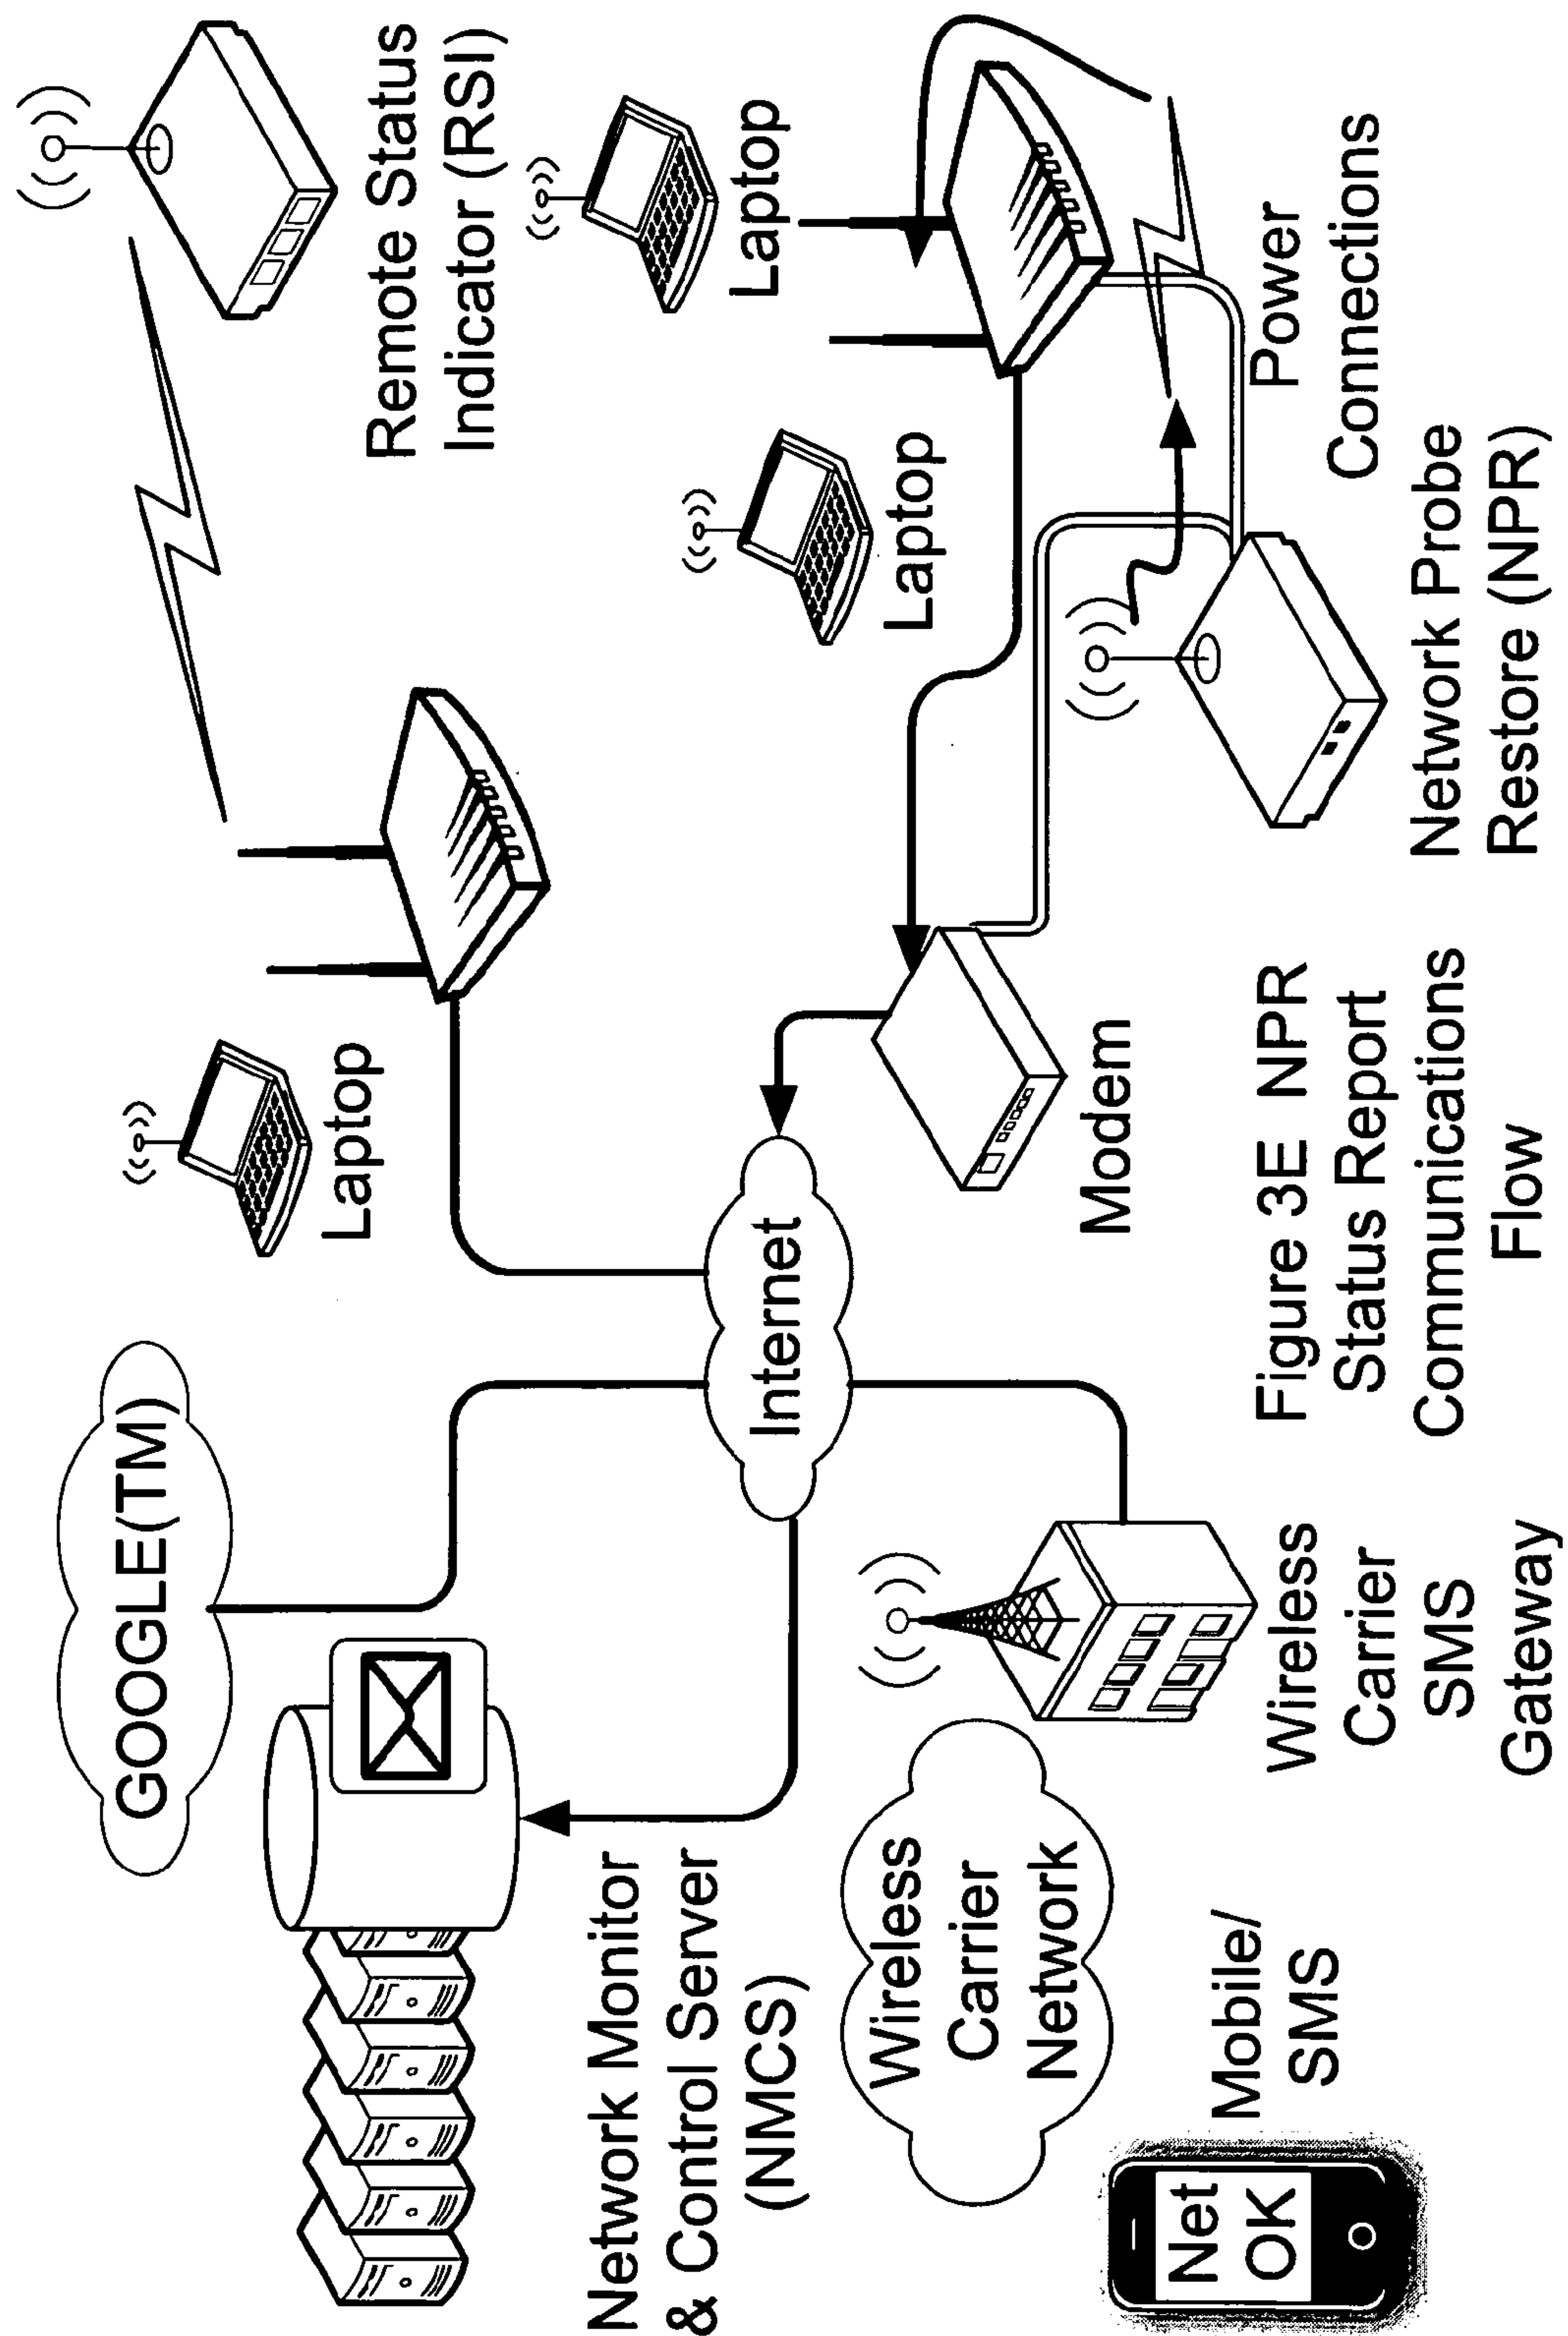 GOOGLE(TM)
Laptop
Remote Status
Indicator (RSI)
Network Monitor
& Control Server
(NMCS)
Laptop
Internet
Laptop
Wireless
Carrier
Network
Modem
Net
OK
Mobile/
SMS
Wireless
Carrier
SMS
Gateway
Figure 3E NPR
Status Report
Communications
Flow
Power
Connections
Network Probe
Restore (NPR)